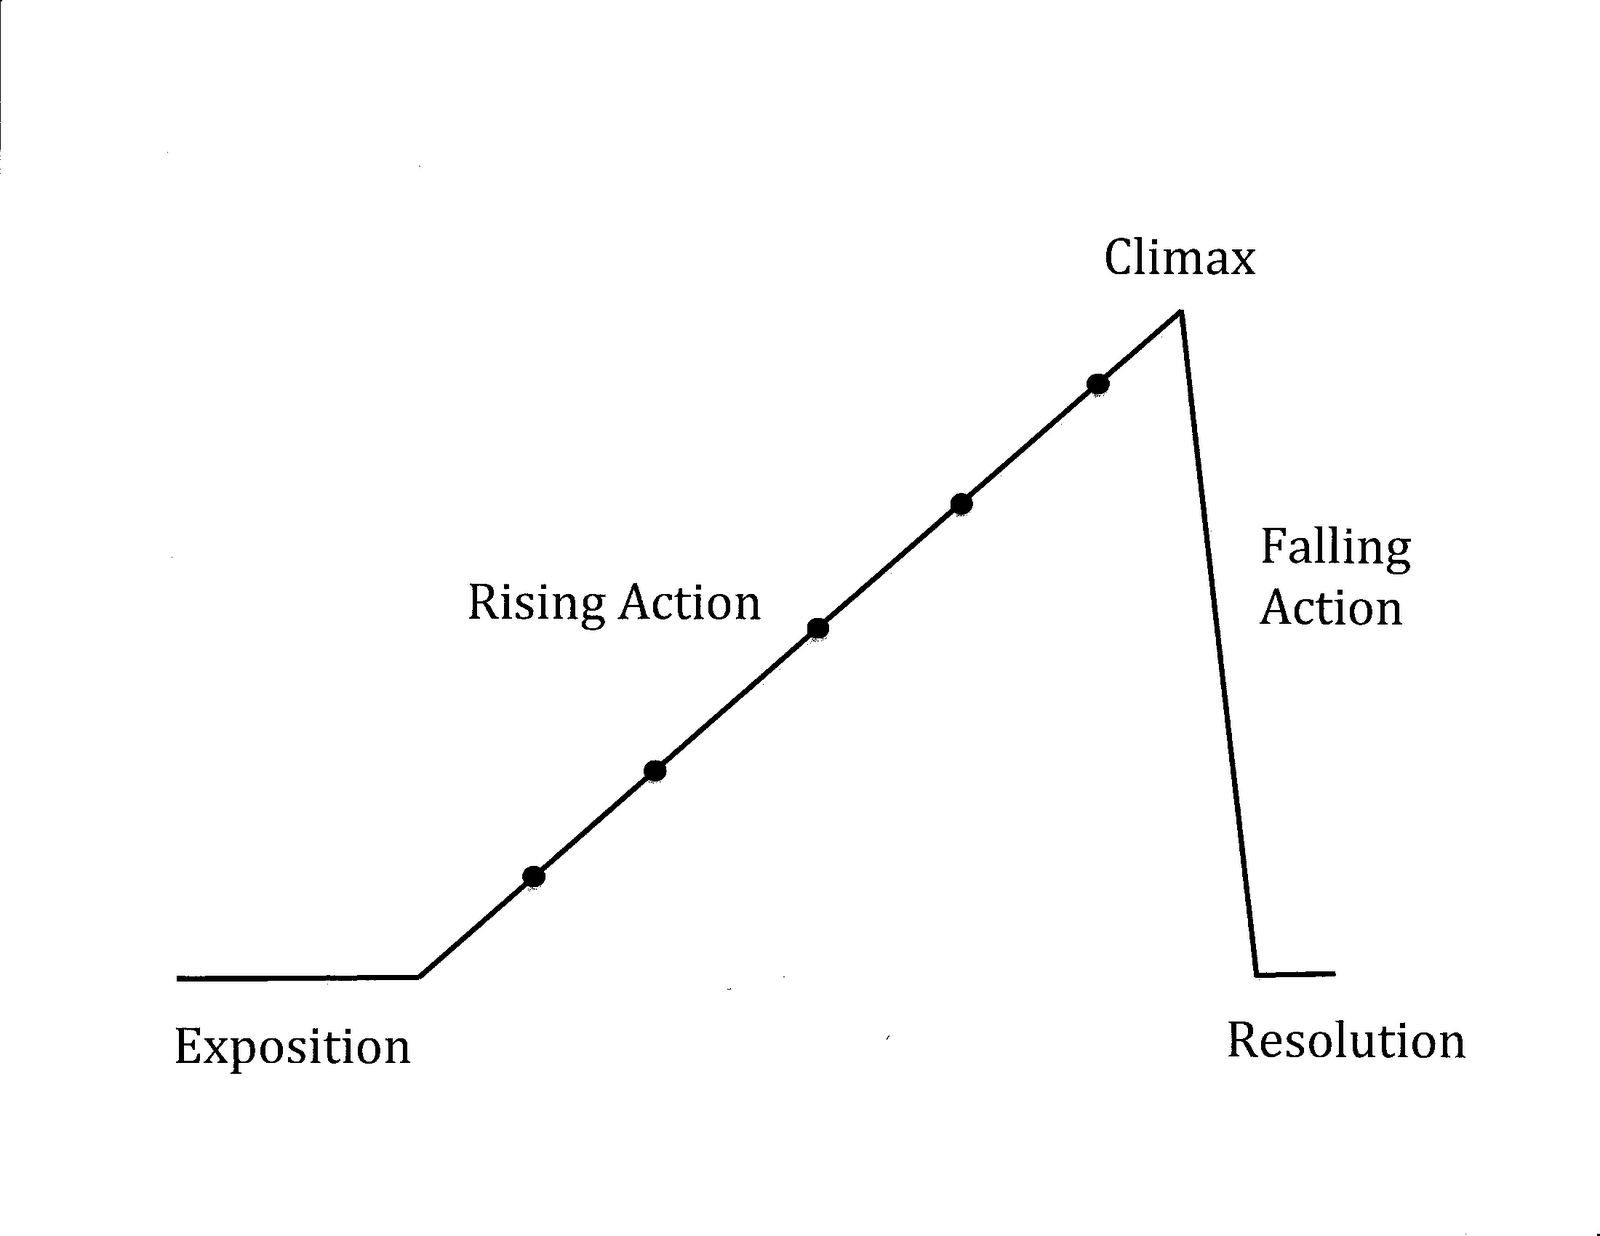 Climax
Falling
Action
Rising Action
Exposition
Resolution